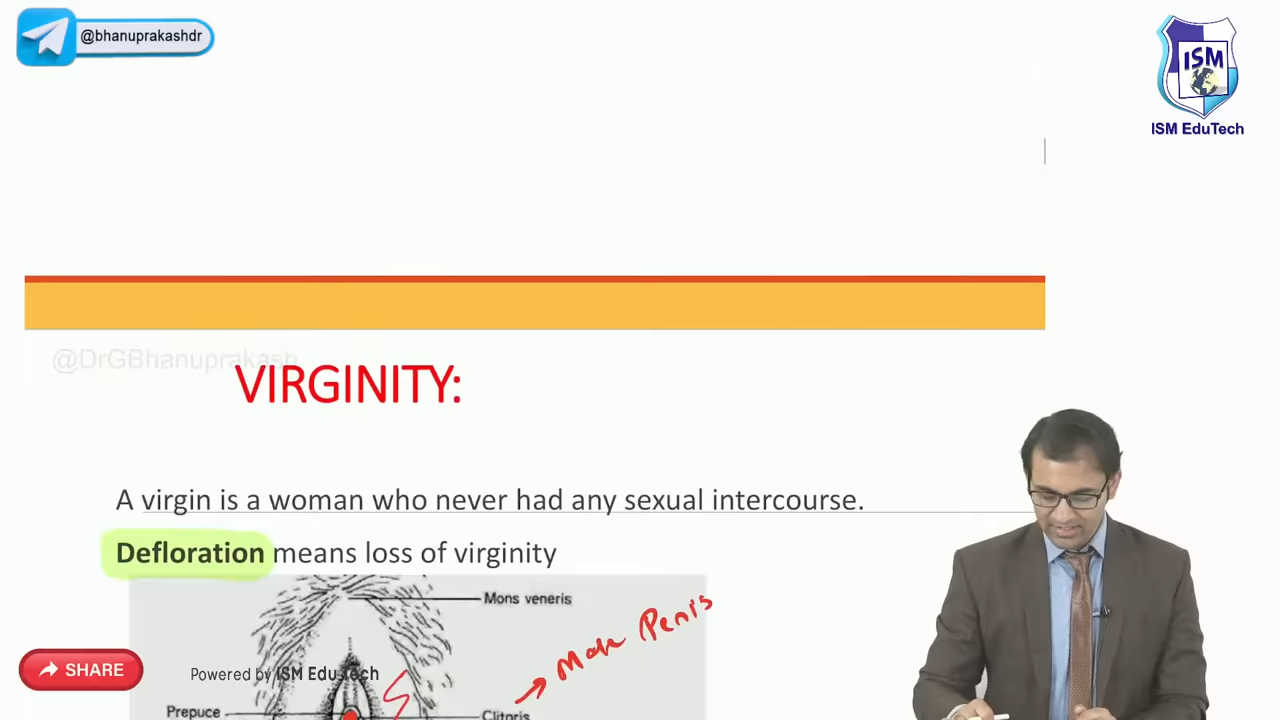 @bhanuprakashdr
ISM
ISM EduTech
@DrGBhanuprakash
VIRGINITY:
A virgin is a woman who never had any sexual intercourse.
Defloration means loss of virginity
Mons veneris
Male Penis
SHARE
Powered by ISM EduTech
Prepuce
Clitoris